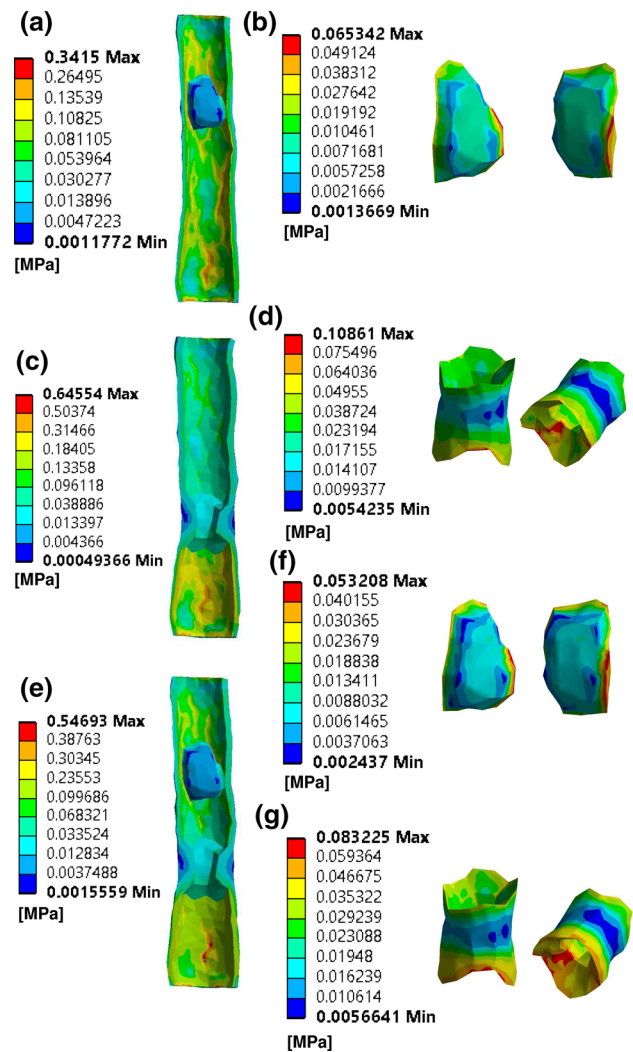 (a)
0.3415 Max
0.26495
0.13539
0.10825
0.081105
0.053964
0.030277
0.013896
0.0047223
0.0011772 Min
[MPa]
(b)
0.065342 Max
0.049124
0.038312
0.027642
0.019192
0.010461
0.0071681
0.0057258
0.0021666
0.0013669 Min
[MPa]
(c)
0.64554 Max
0.50374
0.31466
0.18405
0.13358
0.096118
0.038886
0.013397
0.004366
0.00049366 Min
[MPa]
(d)
0.10861 Max
0.075496
0.064036
0.04955
0.038724
0.023194
0.017155
0.014107
0.0099377
0.0054235 Min
[MPa]
(e)
0.54693 Max
0.38763
0.30345
0.23553
0.099686
0.068321
0.033524
0.012834
0.0037488
0.0015559 Min
[MPa]
(f)
0.053208 Max
0.040155
0.030365
0.023679
0.018838
0.013411
0.0088032
0.0061465
0.0037063
0.002437 Min
[MPa]
(g)
0.083225 Max
0.059364
0.046675
0.035322
0.029239
0.023088
0.01948
0.016239
0.010614
0.0056641 Min
[MPa]